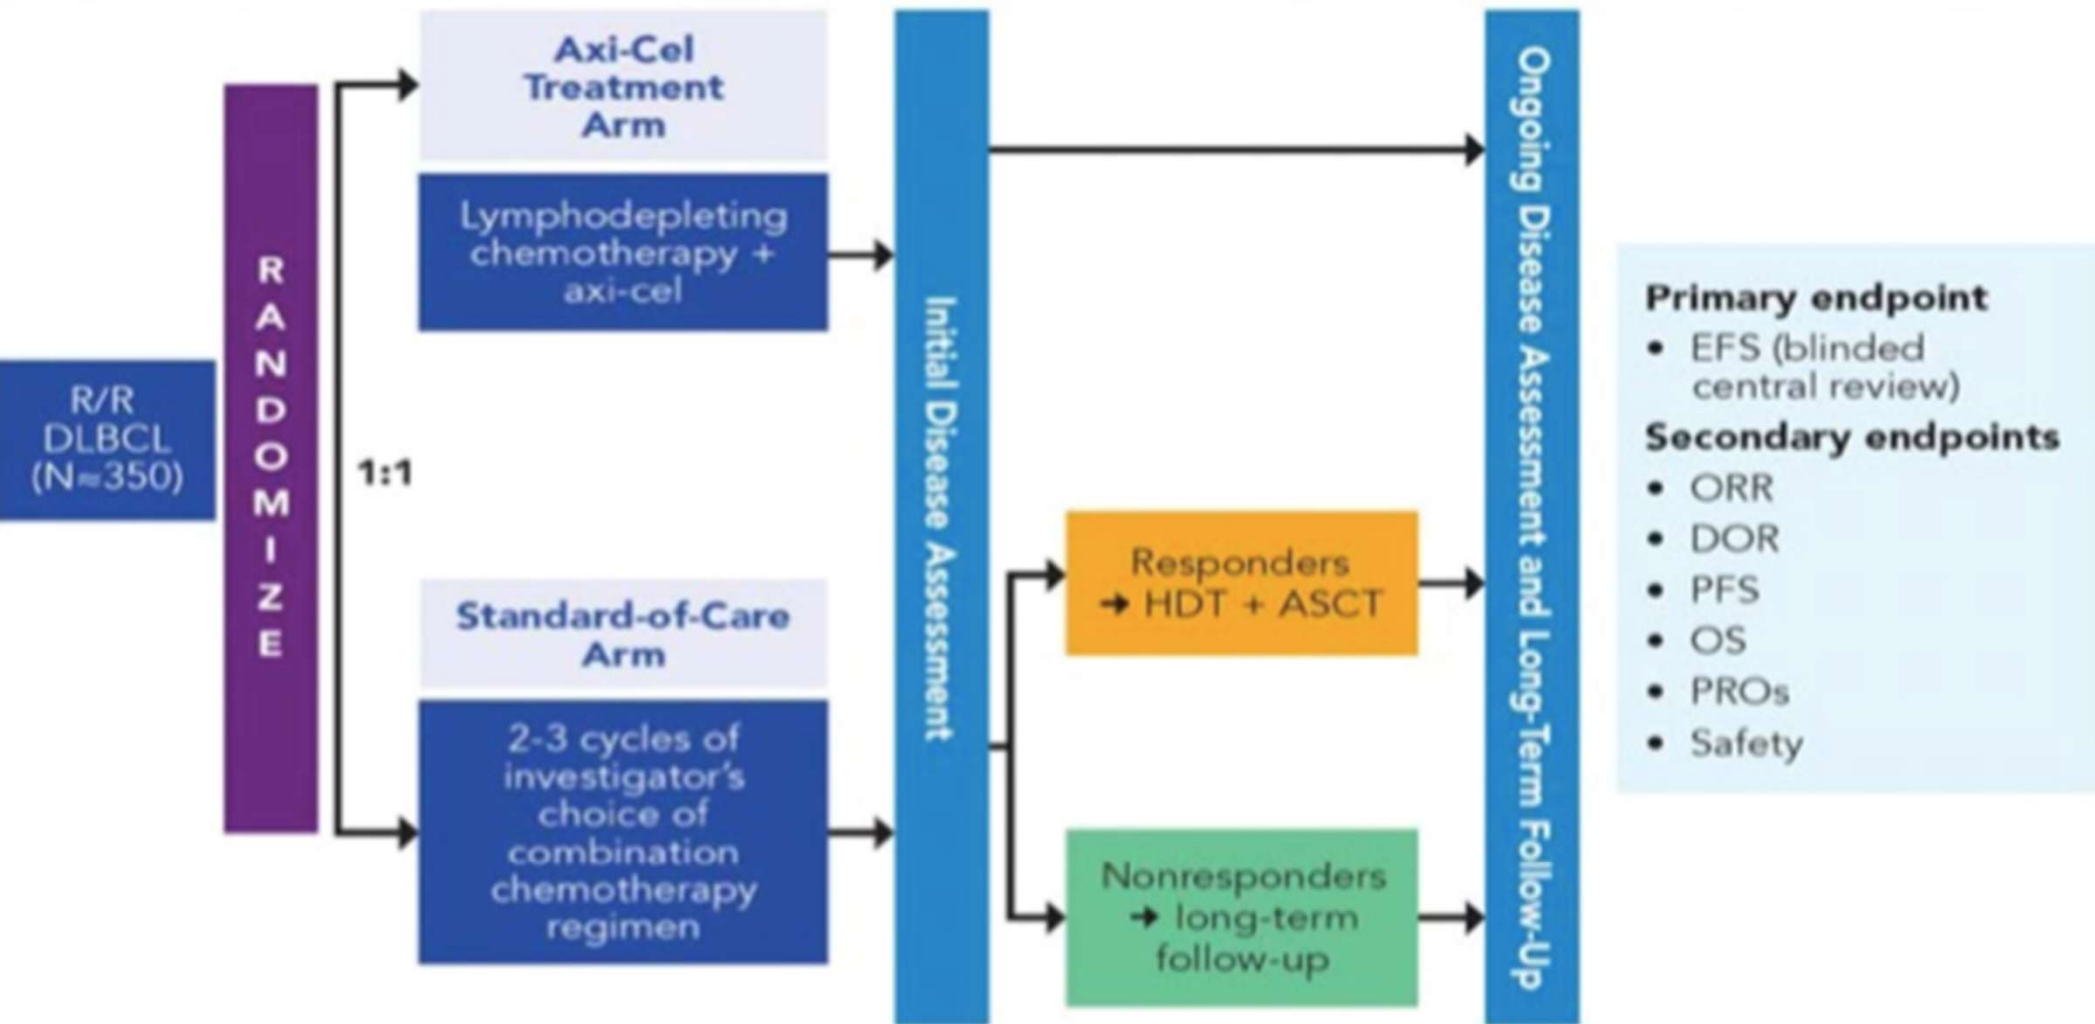 R/R
DLBCL
(N≈350)
RANDOMIZE
1:1
Axi-Cel
Treatment
Arm
Lymphodepleting
chemotherapy +
axi-cel
Standard-of-Care
Arm
2-3 cycles of
investigator's
choice of
combination
chemotherapy
regimen
Initial Disease Assessment
Responders
→ HDT + ASCT
Nonresponders
→ long-term
follow-up
Ongoing Disease Assessment and Long-Term Follow-Up
Primary endpoint
• EFS (blinded
central review)
Secondary endpoints
• ORR
• DOR
• PFS
• OS
• PROs
• Safety